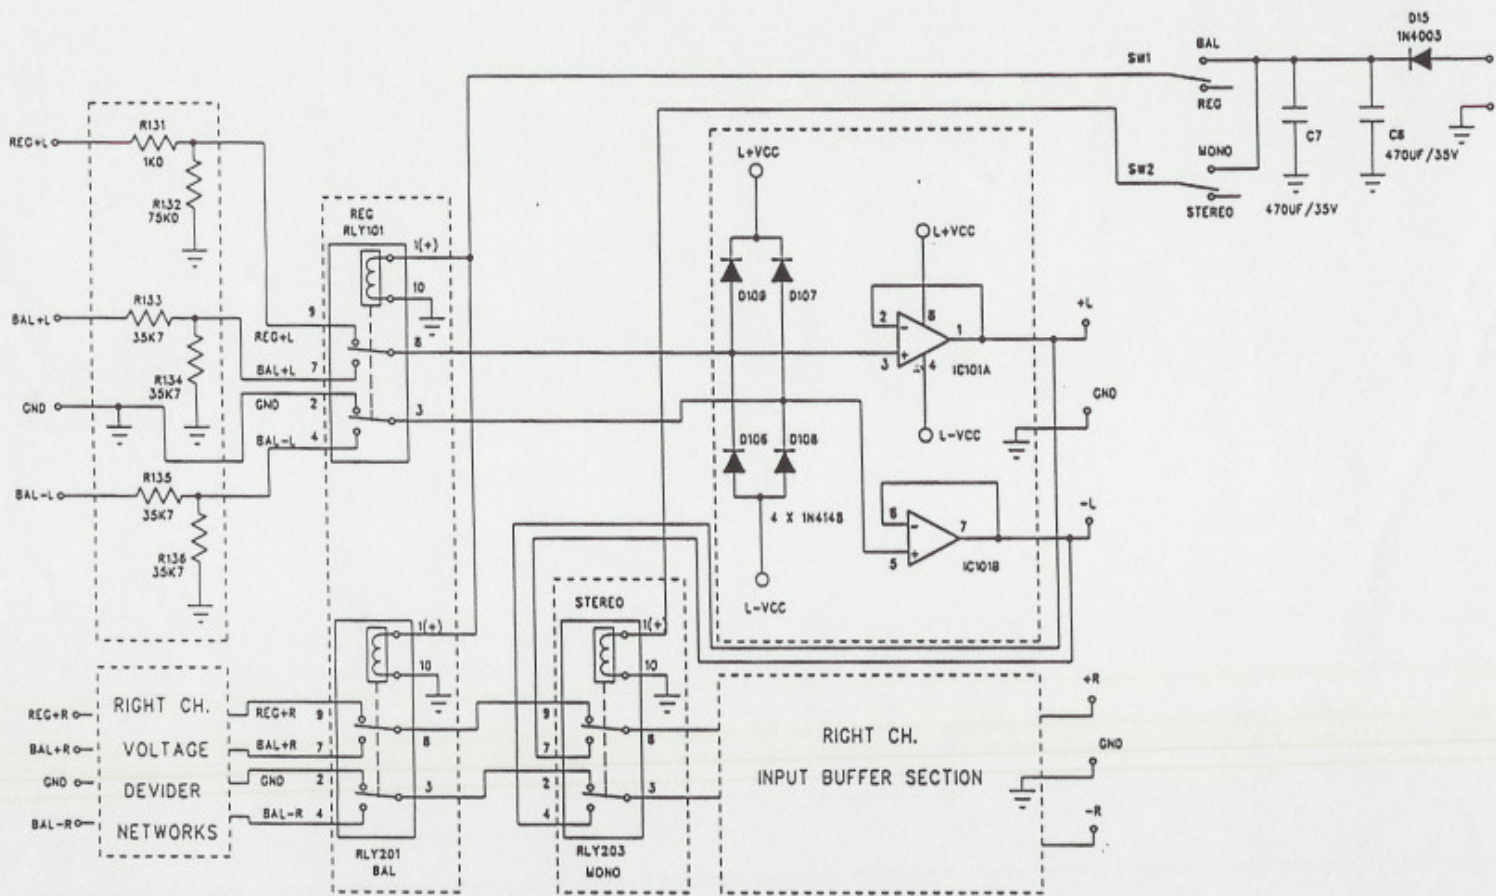 D15
1N4003
SW1
BAL
REG
C7
C6
470UF/35V
MONO
SW2
STEREO
470UF/35V
REG+L
R131
1K0
R132
75K0
REG
RLY101
1(+)
10
L+VCC
L+VCC
D109
D107
BAL+L
R133
35K7
R134
35K7
9
REG+L
8
BAL+L
7
GND
2
3
BAL-L
4
2
-
8
1
+
3
4
IC101A
+L
GND
GND
L-VCC
D106
D108
BAL-L
R135
35K7
R136
35K7
4 X 1N4148
L-VCC
6
-
7
+
5
IC101B
-L
STEREO
1(+)
10
1(+)
10
REG+R
BAL+R
GND
BAL-R
RIGHT CH.
VOLTAGE
DEVIDER
NETWORKS
REG+R
9
BAL+R
7
8
GND
2
3
BAL-R
4
9
7
8
2
3
4
RLY201
BAL
RLY203
MONO
RIGHT CH.
INPUT BUFFER SECTION
+R
GND
-R